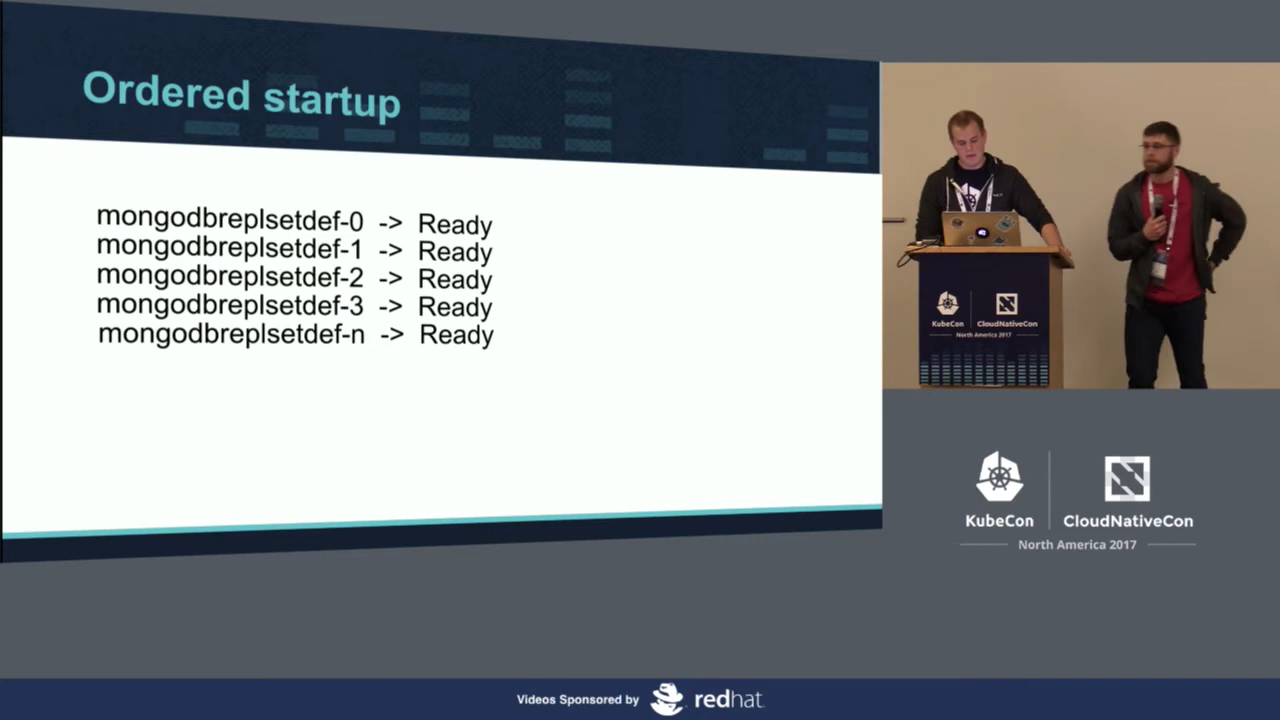 Ordered startup
mongodbreplsetdef-0 -> Ready
mongodbreplsetdef-1 -> Ready
mongodbreplsetdef-2 -> Ready
mongodbreplsetdef-3 -> Ready
mongodbreplsetdef-n -> Ready
KubeCon CloudNativeCon
North America 2017
KubeCon CloudNativeCon
North America 2017
Videos Sponsored by redhat